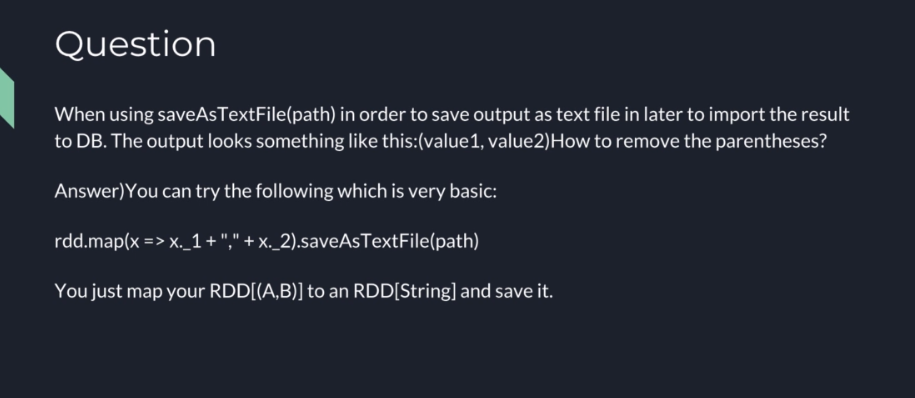 Question
When using saveAsTextFile(path) in order to save output as text file in later to import the result
to DB. The output looks something like this:(value1, value2)How to remove the parentheses?
Answer)You can try the following which is very basic:
rdd.map(x => x._1 + "," + x._2).saveAsTextFile(path)
You just map your RDD[(A,B)] to an RDD[String] and save it.